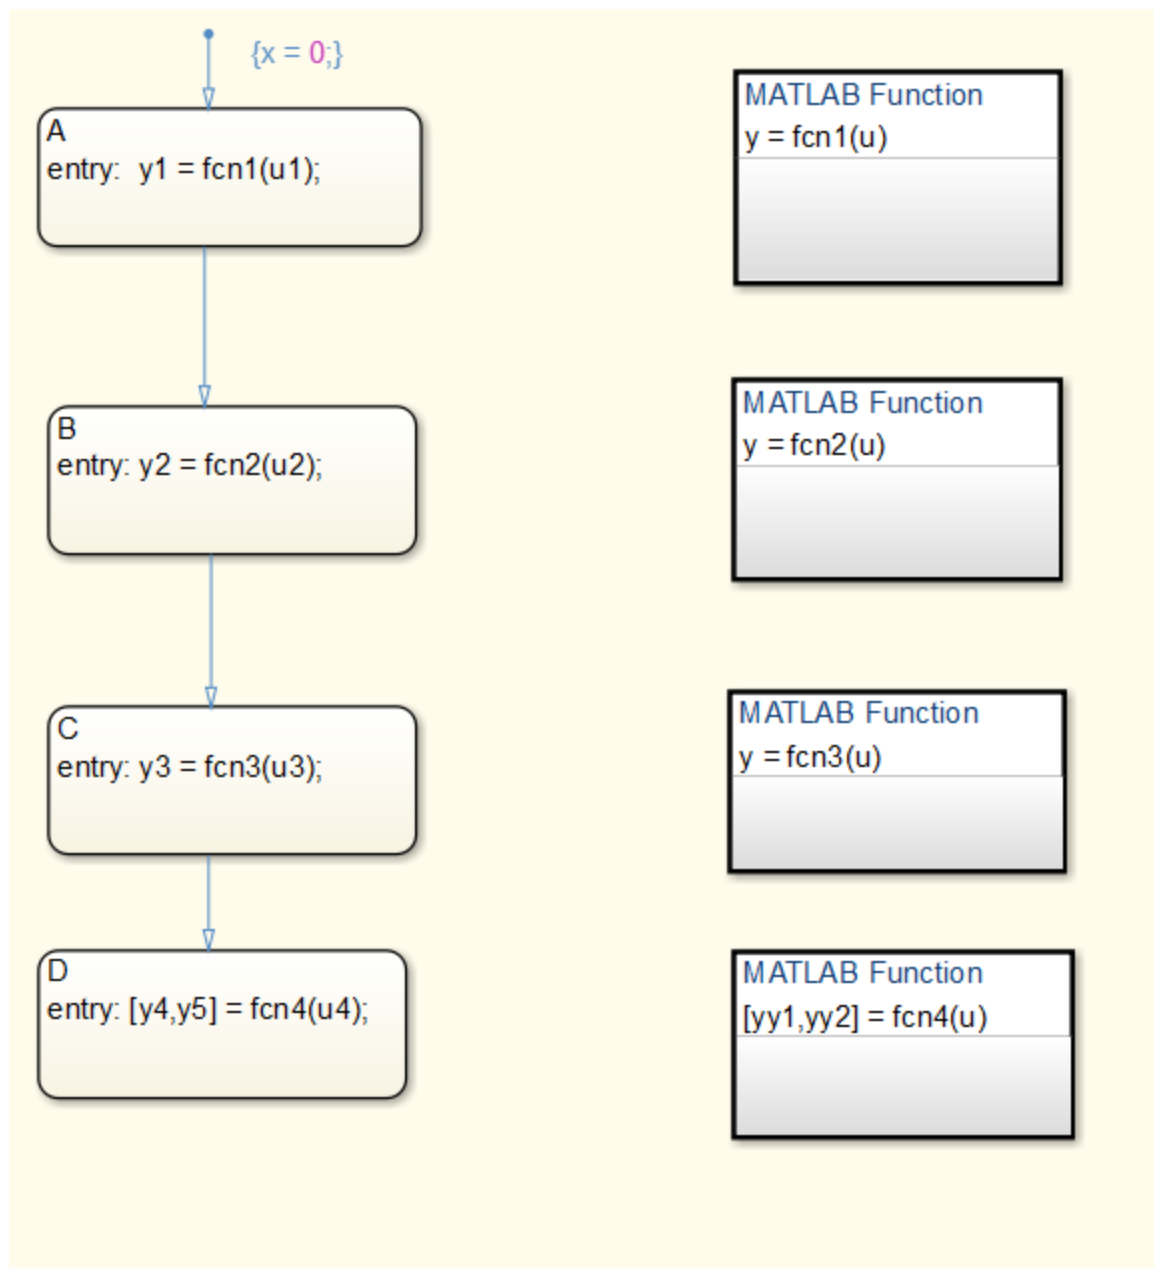 {x = 0;}
A
entry:  y1 = fcn1(u1);
B
entry: y2 = fcn2(u2);
C
entry: y3 = fcn3(u3);
D
entry: [y4,y5] = fcn4(u4);
MATLAB Function
y = fcn1(u)
MATLAB Function
y = fcn2(u)
MATLAB Function
y = fcn3(u)
MATLAB Function
[yy1,yy2] = fcn4(u)